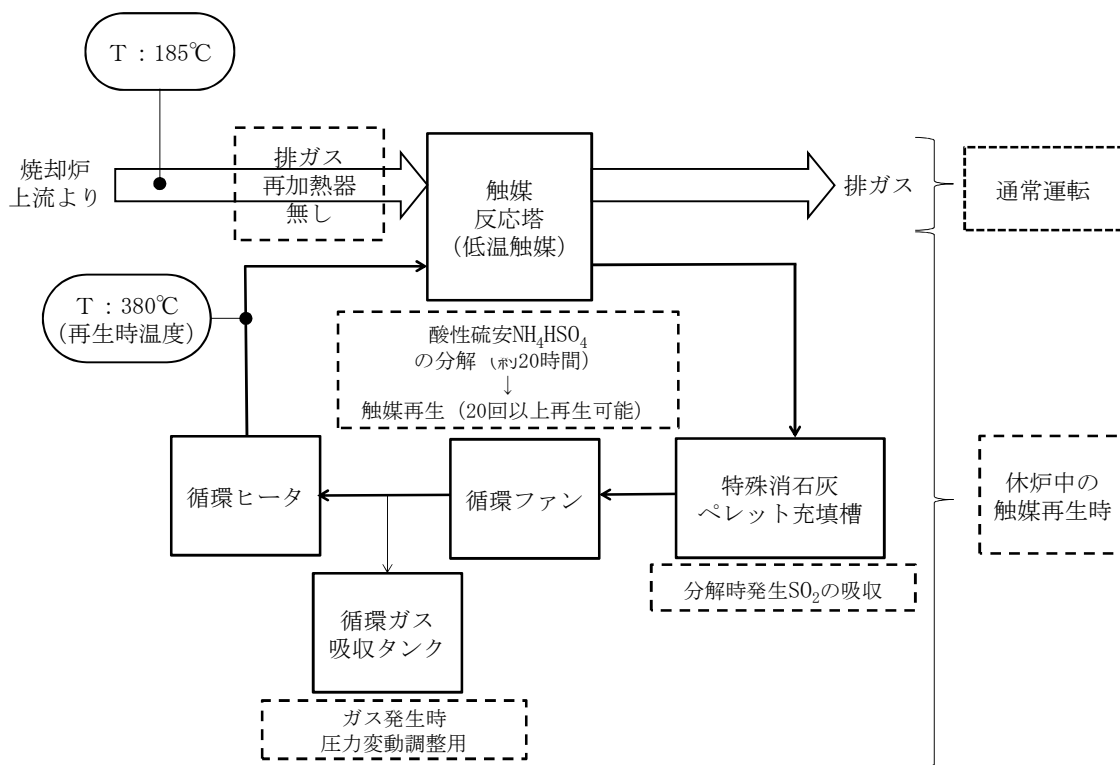 T：185℃
焼却炉
上流より
排ガス
再加熱器
無し
触媒
反応塔
（低温触媒）
排ガス
通常運転
T：380℃
（再生時温度）
酸性硫安NH₄HSO₄
の分解（約20時間）
↓
触媒再生（20回以上再生可能）
循環ヒータ
循環ファン
特殊消石灰
ペレット充填槽
休炉中の
触媒再生時
分解時発生SO₂の吸収
循環ガス
吸収タンク
ガス発生時
圧力変動調整用